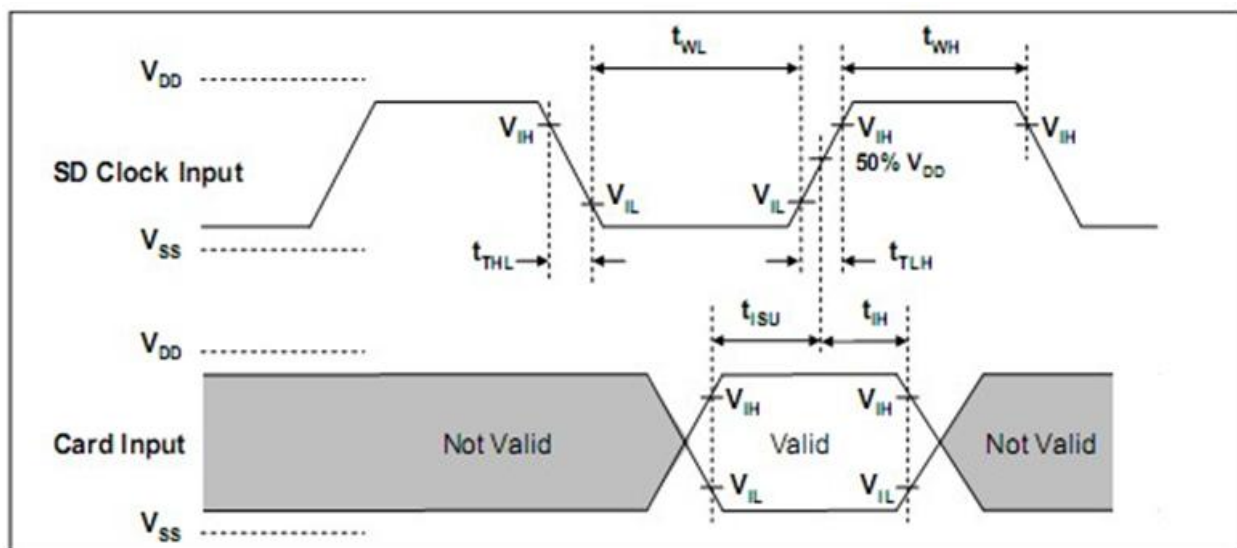 tWL
tWH
VDD
VIH
VIH
VIH
50% VDD
SD Clock Input
VIL
VIL
VSS
tTHL
tTLH
tISU
tIH
VDD
VIH
VIH
Card Input
Not Valid
Valid
Not Valid
VIL
VIL
VSS